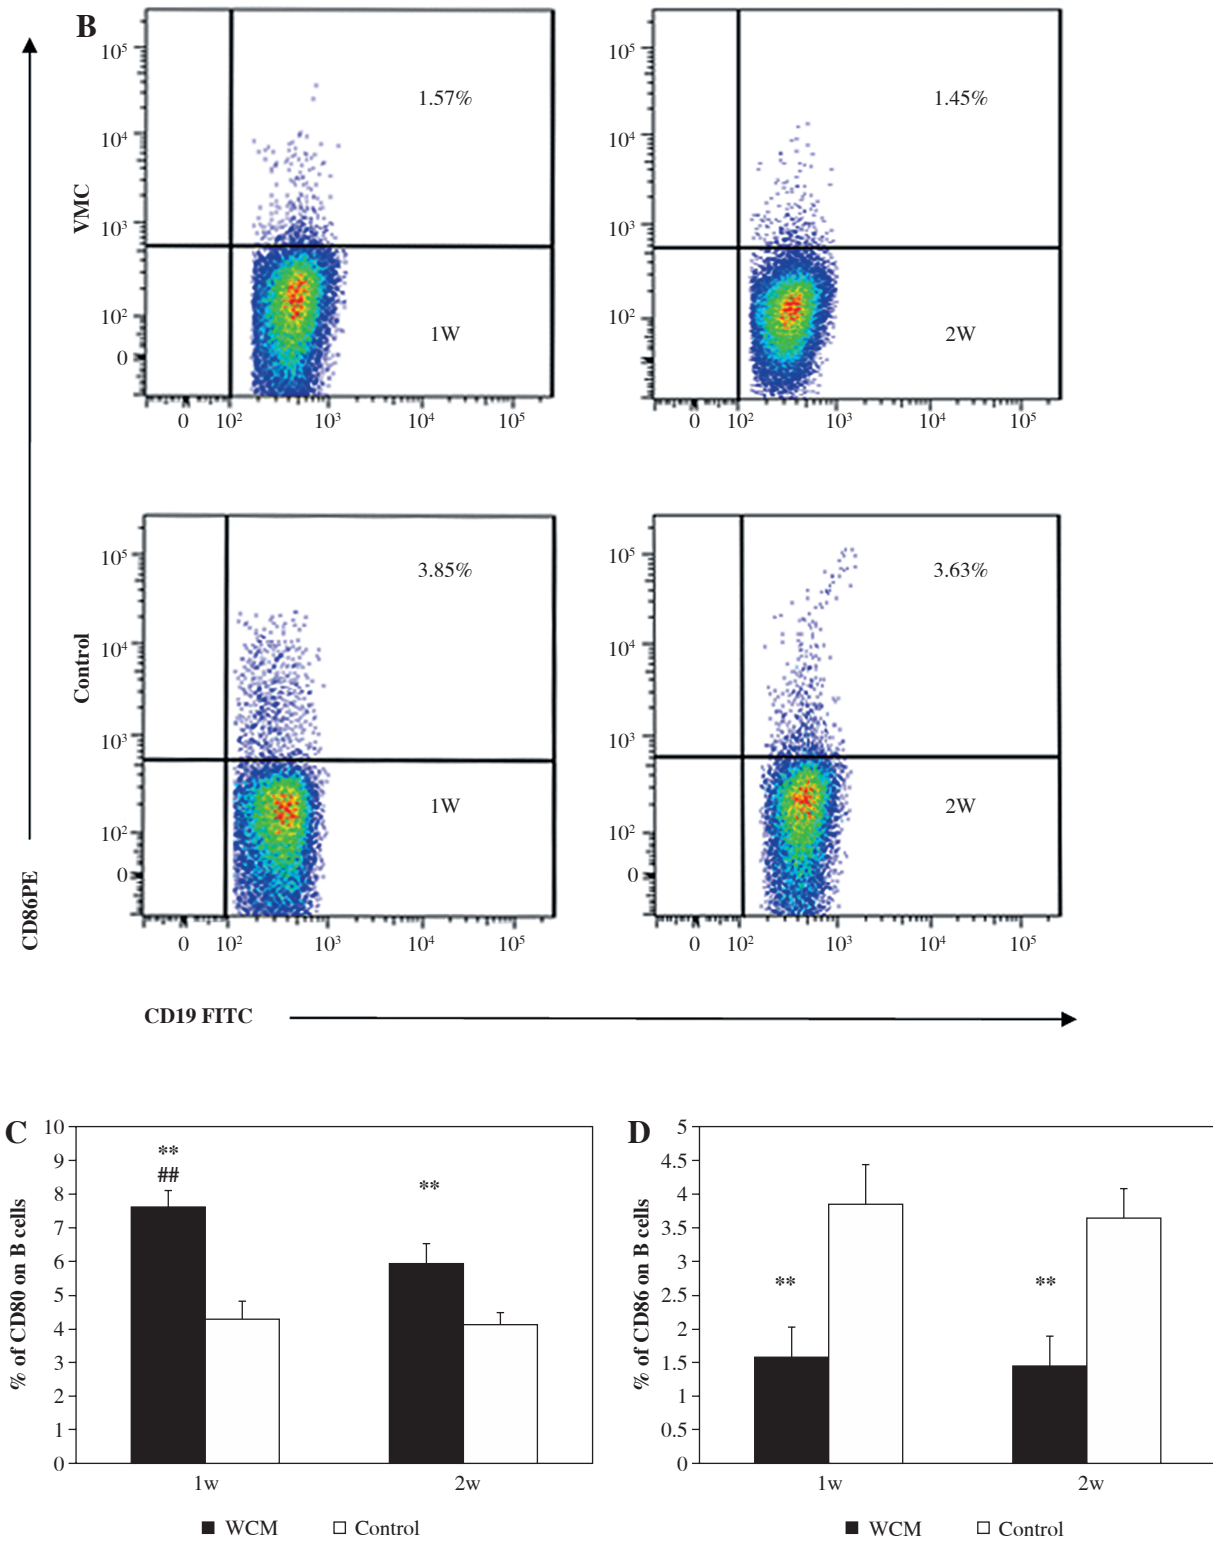 B
VMC
10⁵
10⁴
10³
10²
0
1.57%
1W
0 10² 10³ 10⁴ 10⁵
10⁵
10⁴
10³
10²
1.45%
2W
0 10² 10³ 10⁴ 10⁵
Control
10⁵
10⁴
10³
10²
0
3.85%
1W
0 10² 10³ 10⁴ 10⁵
10⁵
10⁴
10³
10²
0
3.63%
2W
0 10² 10³ 10⁴ 10⁵
CD86PE
CD19 FITC
C
% of CD80 on B cells
10
9
8
7
6
5
4
3
2
1
0
**
##
**
1w 2w
WCM Control
D
% of CD86 on B cells
5
4.5
4
3.5
3
2.5
2
1.5
1
0.5
0
** **
1w 2w
WCM Control